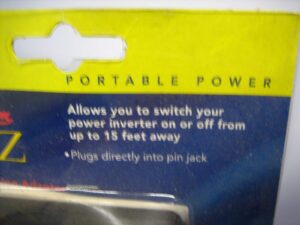 PORTABLE POWER
Allows you to switch your
power inverter on or off from
up to 15 feet away
•Plugs directly into pin jack
Z